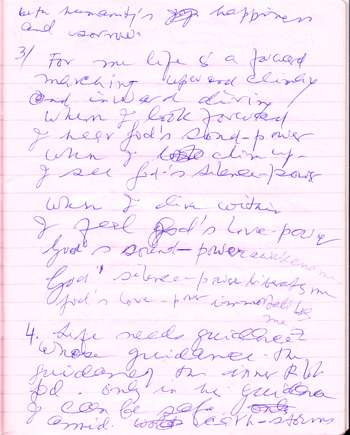 both humanity's happiness
and sorrow.
3/ For me life is a forward
marching upward climbing
and inward diving
When I look forward
I hear God's sound-power
When I climb up
I see God's silence-power
When I dive within
I feel God's Love-power
God's sound-power awakens me
God's silence-power liberates me
God's love-power immortalises
me.
4. Life needs guidance
Whose guidance. The
guidance of the inner Pilot
God. Only in His guidance
I can be safe
amid earth-storms